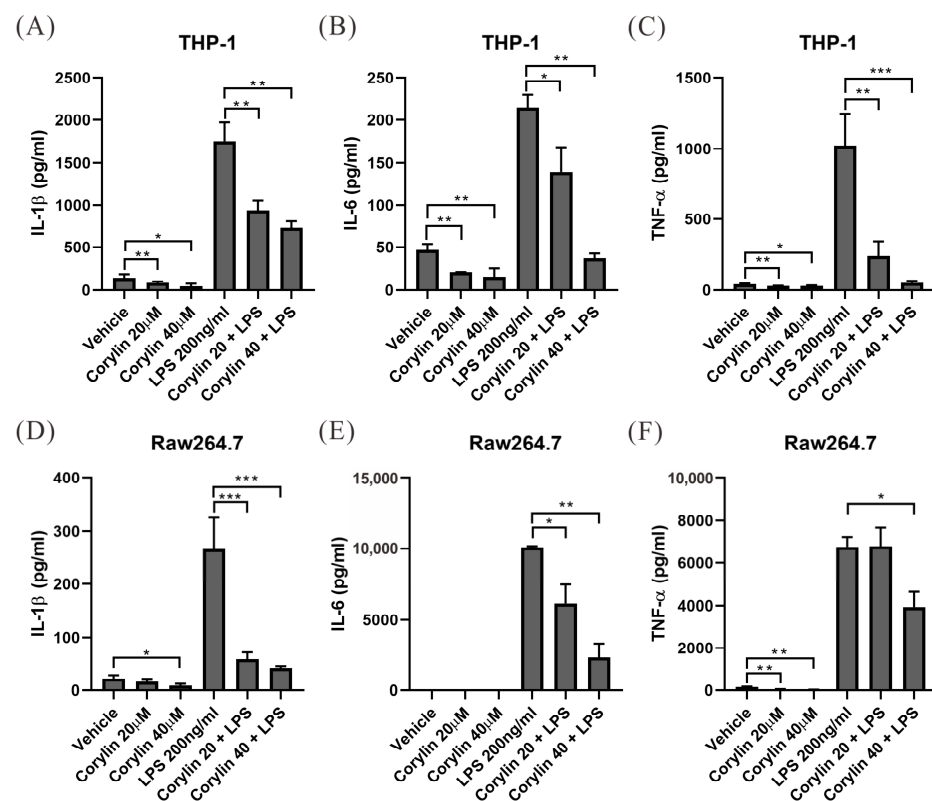 (A)
THP-1
IL-1β (pg/ml)
2500
2000
1500
1000
500
0
**
**
*
**
Vehicle
Corylin 20μM
Corylin 40μM
LPS 200ng/ml
Corylin 20 + LPS
Corylin 40 + LPS
(B)
THP-1
IL-6 (pg/ml)
250
200
150
100
50
0
**
*
**
**
Vehicle
Corylin 20μM
Corylin 40μM
LPS 200ng/ml
Corylin 20 + LPS
Corylin 40 + LPS
(C)
THP-1
TNF-α (pg/ml)
1500
1000
500
0
***
**
*
**
Vehicle
Corylin 20μM
Corylin 40μM
LPS 200ng/ml
Corylin 20 + LPS
Corylin 40 + LPS
(D)
Raw264.7
IL-1β (pg/ml)
400
300
200
100
0
***
***
*
Vehicle
Corylin 20μM
Corylin 40μM
LPS 200ng/ml
Corylin 20 + LPS
Corylin 40 + LPS
(E)
Raw264.7
IL-6 (pg/ml)
15,000
10,000
5000
0
**
*
Vehicle
Corylin 20μM
Corylin 40μM
LPS 200ng/ml
Corylin 20 + LPS
Corylin 40 + LPS
(F)
Raw264.7
TNF-α (pg/ml)
10,000
8000
6000
4000
2000
0
*
**
**
Vehicle
Corylin 20μM
Corylin 40μM
LPS 200ng/ml
Corylin 20 + LPS
Corylin 40 + LPS